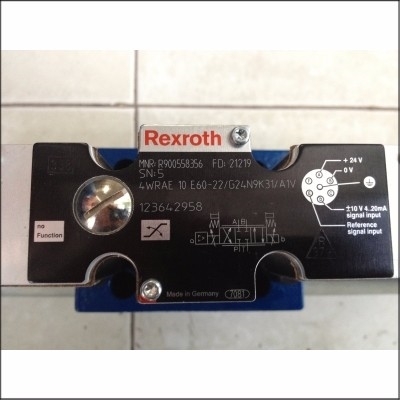 Rexroth
MNR: R900558356 FD: 21219
SN: 5
4WRAE 10 E60-22/G24N9K31/A1V
123642958
no
Function
+ 24 V
0 V
±10 V 4..20mA
signal input
Reference
signal input
A B
P T
Made in Germany
7081